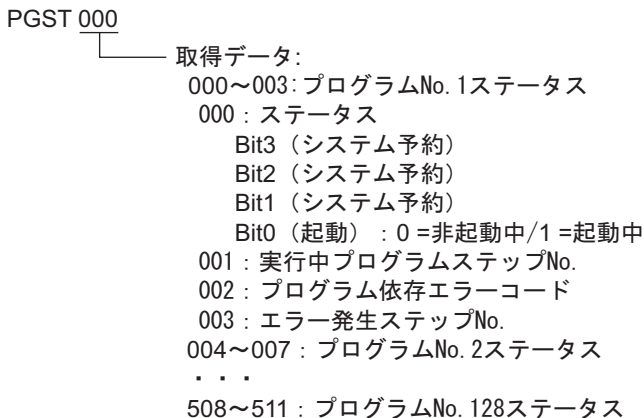 PGST 000
取得データ:
000～003:プログラムNo.1ステータス
000：ステータス
Bit3（システム予約）
Bit2（システム予約）
Bit1（システム予約）
Bit0（起動）：0 =非起動中/1 =起動中
001：実行中プログラムステップNo.
002：プログラム依存エラーコード
003：エラー発生ステップNo.
004～007：プログラムNo.2ステータス
・・・
508～511：プログラムNo.128ステータス